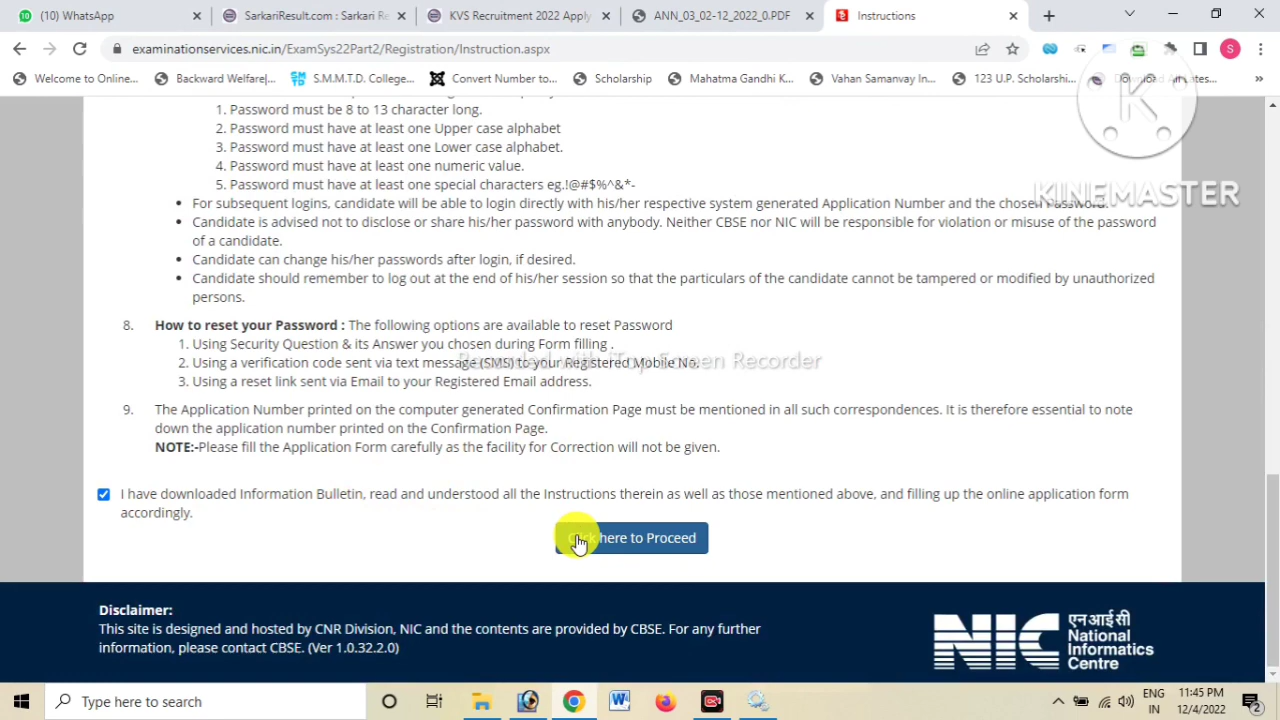 (10) WhatsApp
SarkariResult.com : Sarkari Re
KVS Recruitment 2022 Apply
ANN_03_02-12_2022_0.PDF
Instructions
examinationservices.nic.in/ExamSys22Part2/Registration/Instruction.aspx
S
Welcome to Online...
Backward Welfare|...
S.M.M.T.D. College...
Convert Number to...
Scholarship
Mahatma Gandhi K...
Vahan Samanvay In...
123 U.P. Scholarshi...
K
KINEMASTER
1. Password must be 8 to 13 character long.
2. Password must have at least one Upper case alphabet
3. Password must have at least one Lower case alphabet.
4. Password must have at least one numeric value.
5. Password must have at least one special characters eg.!@#$%^&*-
For subsequent logins, candidate will be able to login directly with his/her respective system generated Application Number and the chosen Password.
Candidate is advised not to disclose or share his/her password with anybody. Neither CBSE nor NIC will be responsible for violation or misuse of the password
of a candidate.
Candidate can change his/her passwords after login, if desired.
Candidate should remember to log out at the end of his/her session so that the particulars of the candidate cannot be tampered or modified by unauthorized
persons.
8. How to reset your Password : The following options are available to reset Password
1. Using Security Question & its Answer you chosen during Form filling .
2. Using a verification code sent via text message (SMS) to your Registered Mobile No.
Recorded with iTop Screen Recorder
3. Using a reset link sent via Email to your Registered Email address.
9. The Application Number printed on the computer generated Confirmation Page must be mentioned in all such correspondences. It is therefore essential to note
down the application number printed on the Confirmation Page.
NOTE:-Please fill the Application Form carefully as the facility for Correction will not be given.
I have downloaded Information Bulletin, read and understood all the Instructions therein as well as those mentioned above, and filling up the online application form
accordingly.
Click here to Proceed
Disclaimer:
This site is designed and hosted by CNR Division, NIC and the contents are provided by CBSE. For any further
information, please contact CBSE. (Ver 1.0.32.2.0)
NIC
एन आई सी
National
Informatics
Centre
Type here to search
ENG
IN
11:45 PM
12/4/2022
2